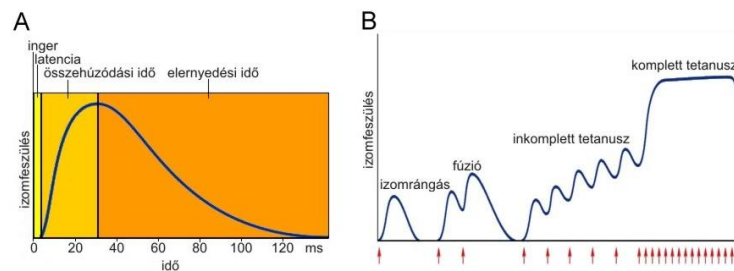 A
inger
latencia
összehúzódási idő
elernyedési idő
izomfeszülés
0 20 40 60 80 100 120 ms
idő
B
komplett tetanusz
inkomplett tetanusz
fúzió
izomrángás
izomfeszülés